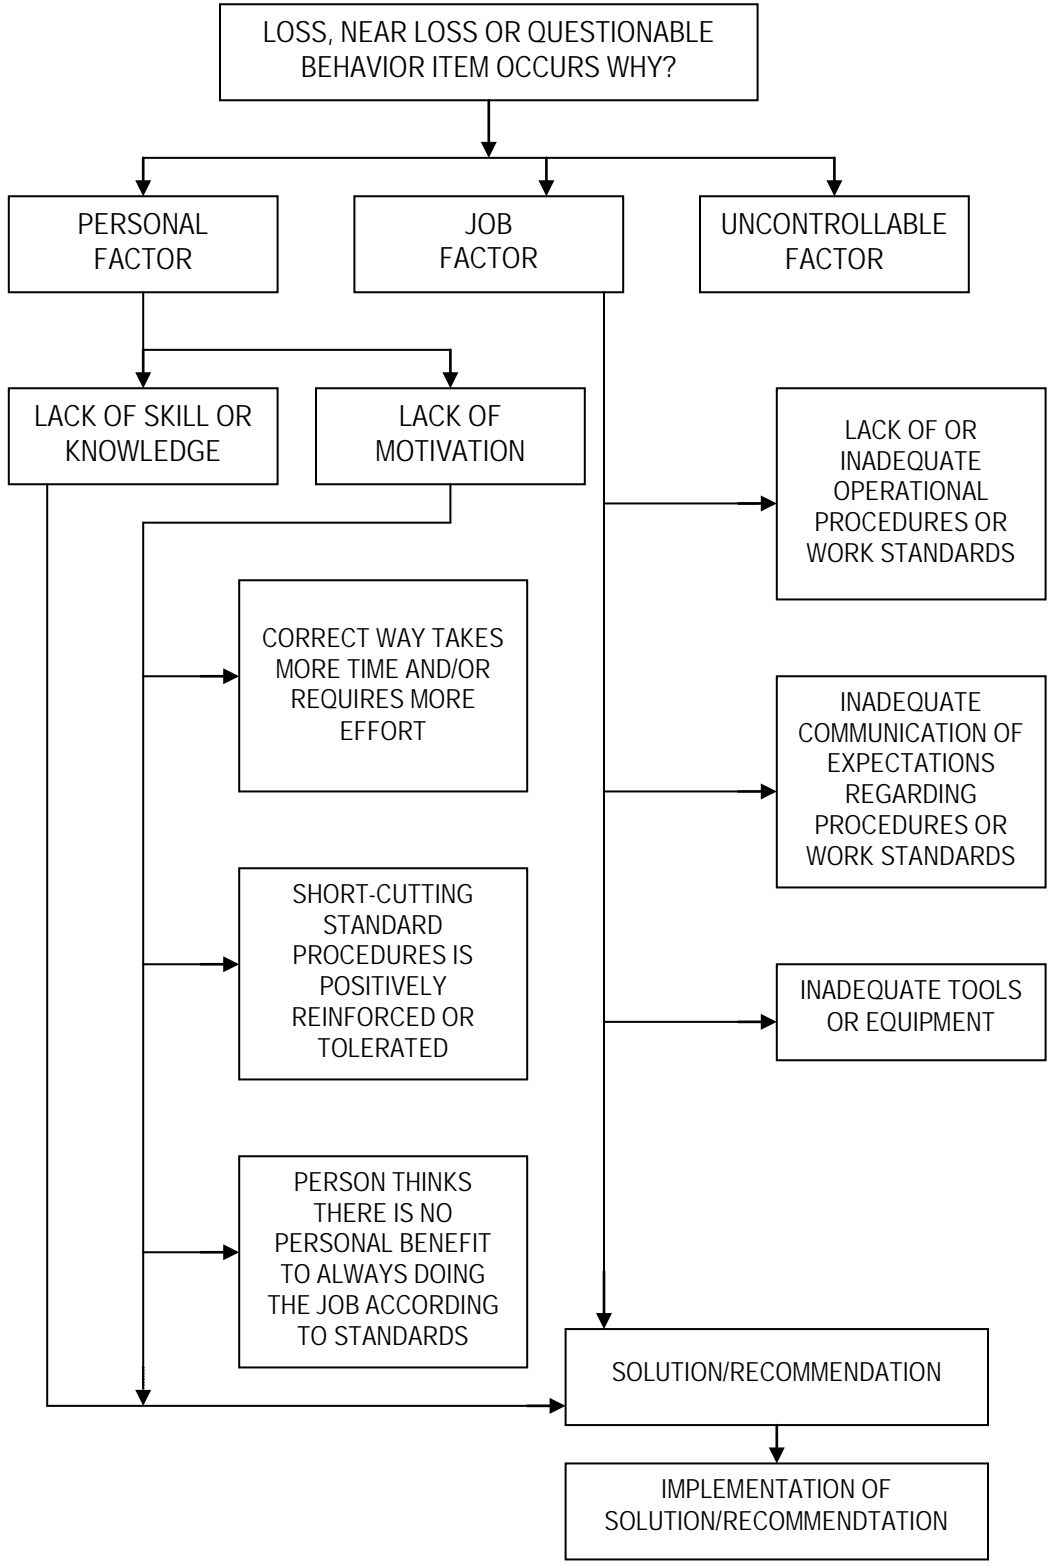 LOSS, NEAR LOSS OR QUESTIONABLE
BEHAVIOR ITEM OCCURS WHY?
PERSONAL
FACTOR
JOB
FACTOR
UNCONTROLLABLE
FACTOR
LACK OF SKILL OR
KNOWLEDGE
LACK OF
MOTIVATION
LACK OF OR
INADEQUATE
OPERATIONAL
PROCEDURES OR
WORK STANDARDS
CORRECT WAY TAKES
MORE TIME AND/OR
REQUIRES MORE
EFFORT
INADEQUATE
COMMUNICATION OF
EXPECTATIONS
REGARDING
PROCEDURES OR
WORK STANDARDS
SHORT-CUTTING
STANDARD
PROCEDURES IS
POSITIVELY
REINFORCED OR
TOLERATED
INADEQUATE TOOLS
OR EQUIPMENT
PERSON THINKS
THERE IS NO
PERSONAL BENEFIT
TO ALWAYS DOING
THE JOB ACCORDING
TO STANDARDS
SOLUTION/RECOMMENDATION
IMPLEMENTATION OF
SOLUTION/RECOMMENDTATION